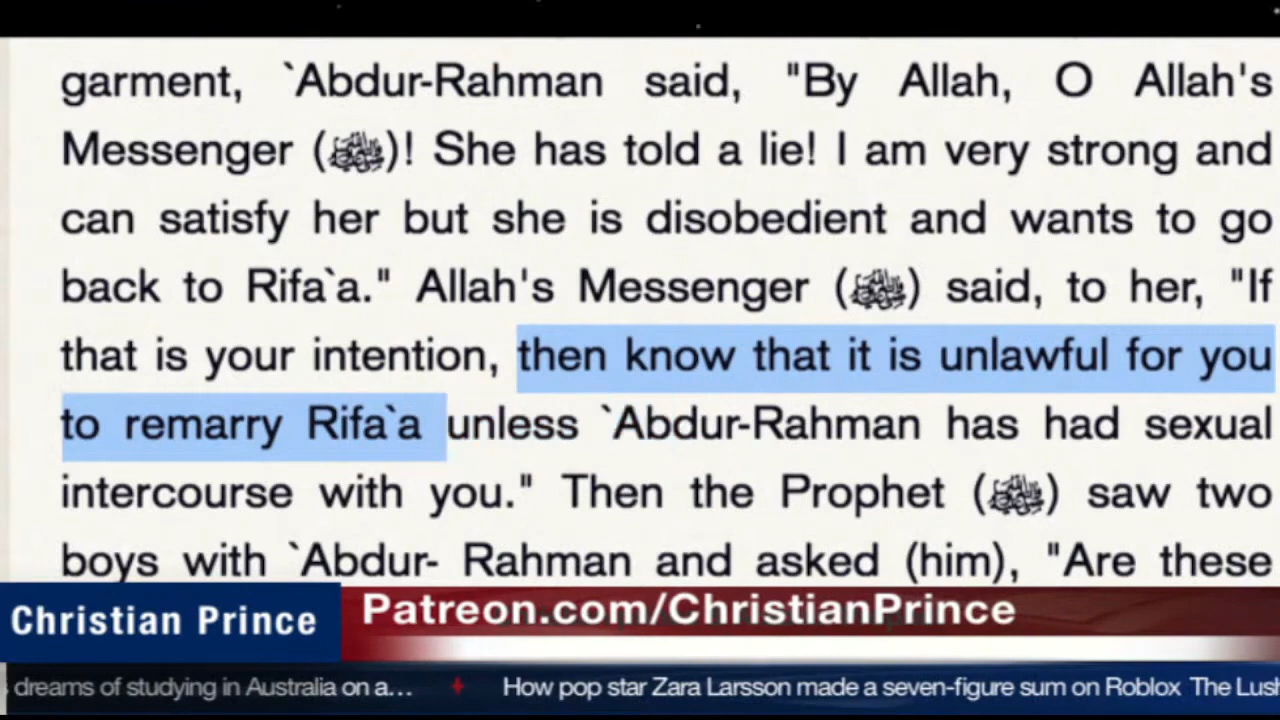 garment, `Abdur-Rahman said, "By Allah, O Allah's
Messenger (ﷺ)! She has told a lie! I am very strong and
can satisfy her but she is disobedient and wants to go
back to Rifa`a." Allah's Messenger (ﷺ) said, to her, "If
that is your intention, then know that it is unlawful for you
to remarry Rifa`a unless `Abdur-Rahman has had sexual
intercourse with you." Then the Prophet (ﷺ) saw two
boys with `Abdur- Rahman and asked (him), "Are these
Christian Prince
Patreon.com/ChristianPrince
dreams of studying in Australia on a... How pop star Zara Larsson made a seven-figure sum on Roblox The Lush